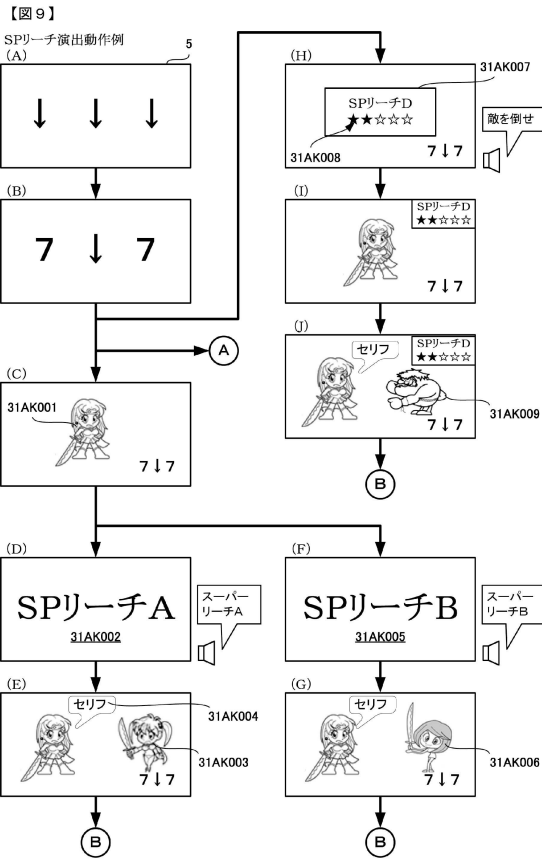 【図９】
SPリーチ演出動作例
(A)
5
↓ ↓ ↓
(B)
7 ↓ 7
A
(C)
31AK001
7↓7
(D)
SPリーチA
31AK002
スーパー
リーチA
(E)
セリフ
31AK004
31AK003
7↓7
B
(H)
31AK007
SPリーチD
★★☆☆☆
31AK008
7↓7
敵を倒せ
(I)
SPリーチD
★★☆☆☆
7↓7
(J)
セリフ
SPリーチD
★★☆☆☆
31AK009
7↓7
B
(F)
SPリーチB
31AK005
スーパー
リーチB
(G)
セリフ
31AK006
7↓7
B